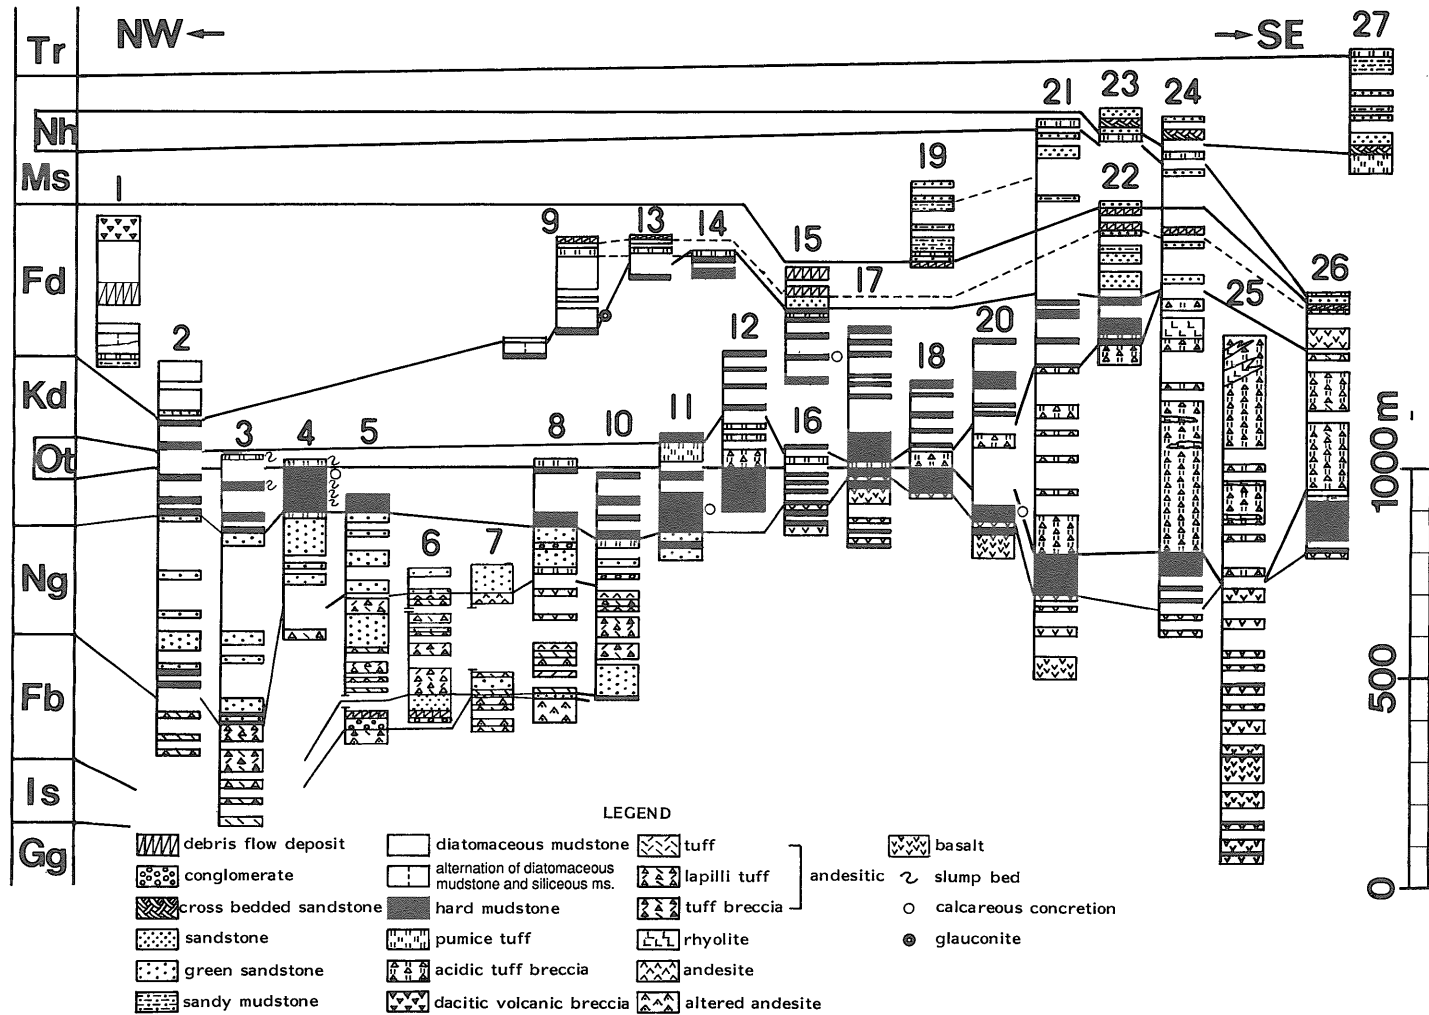 NW ← → SE
Tr
Nh
Ms
Fd
Kd
Ot
Ng
Fb
Is
Gg
1
2
3
4
5
6
7
8
9
10
11
12
13
14
15
16
17
18
19
20
21
22
23
24
25
26
27
1000 m
500
0
LEGEND
debris flow deposit
conglomerate
cross bedded sandstone
sandstone
green sandstone
sandy mudstone
diatomaceous mudstone
alternation of diatomaceous
mudstone and siliceous ms.
hard mudstone
pumice tuff
acidic tuff breccia
dacitic volcanic breccia
tuff
lapilli tuff
tuff breccia
andesitic
rhyolite
andesite
altered andesite
basalt
slump bed
calcareous concretion
glauconite